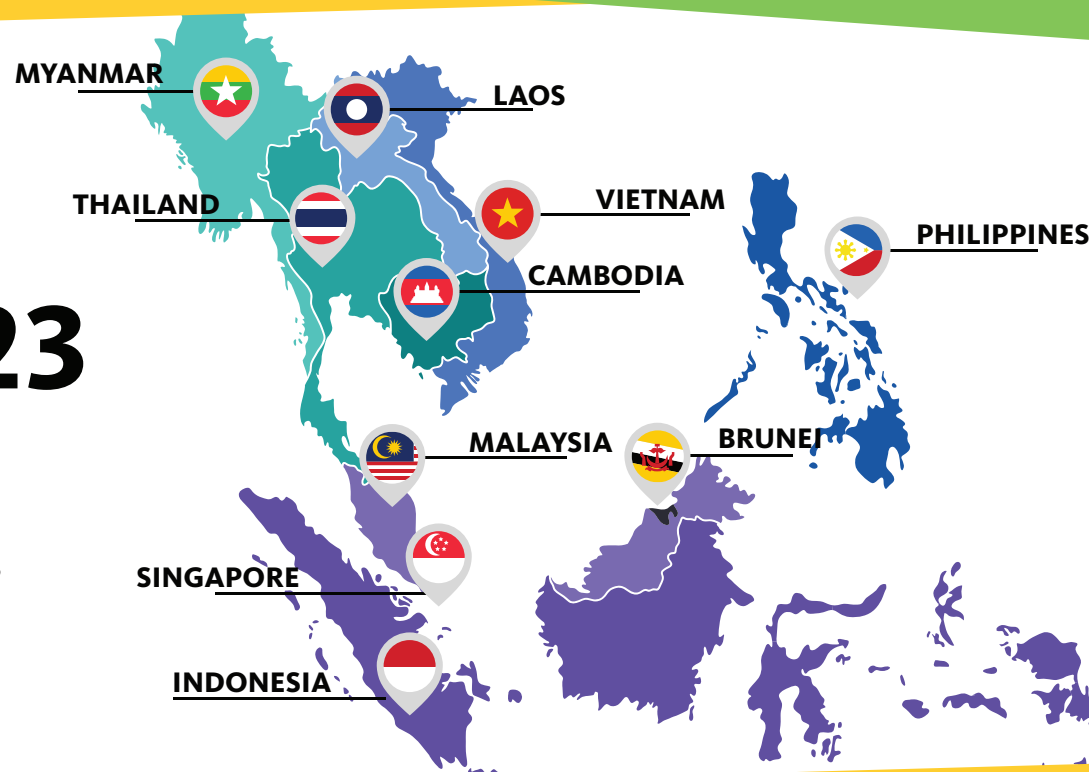 MYANMAR
LAOS
THAILAND
VIETNAM
PHILIPPINES
CAMBODIA
23
MALAYSIA
BRUNEI
SINGAPORE
INDONESIA